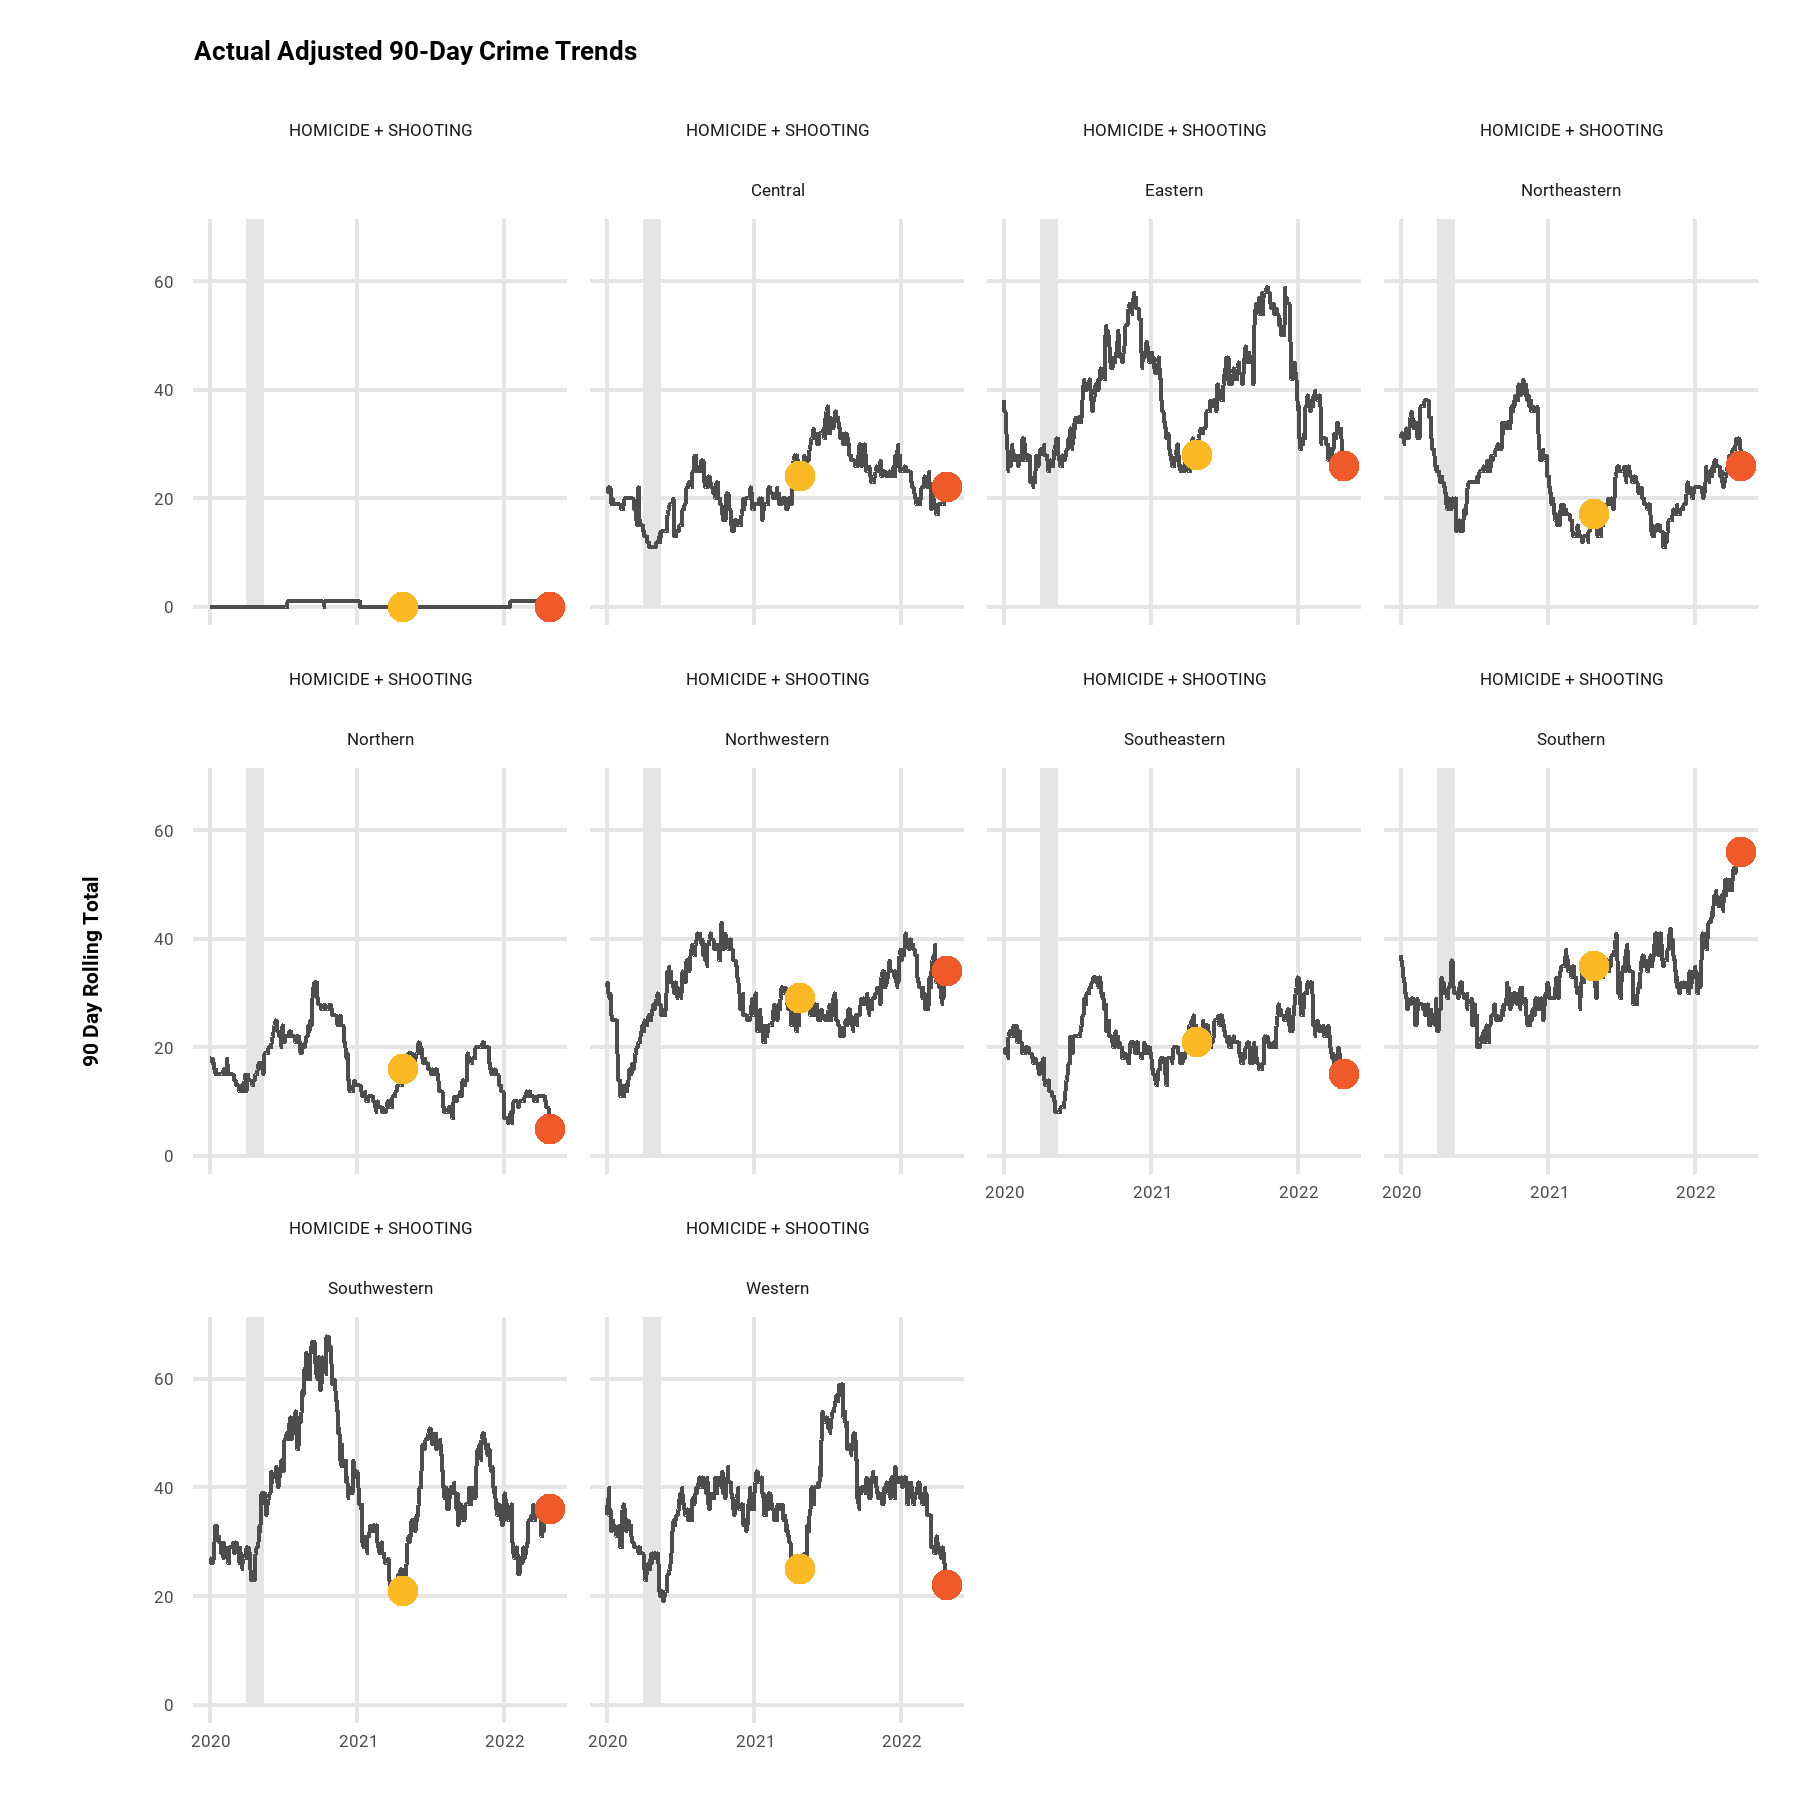 Actual Adjusted 90-Day Crime Trends
HOMICIDE + SHOOTING
HOMICIDE + SHOOTING
HOMICIDE + SHOOTING
HOMICIDE + SHOOTING
Central
Eastern
Northeastern
60
40
20
0
HOMICIDE + SHOOTING
HOMICIDE + SHOOTING
HOMICIDE + SHOOTING
HOMICIDE + SHOOTING
Northern
Northwestern
Southeastern
Southern
90 Day Rolling Total
60
40
20
0
2020 2021 2022
2020 2021 2022
HOMICIDE + SHOOTING
HOMICIDE + SHOOTING
Southwestern
Western
60
40
20
0
2020 2021 2022
2020 2021 2022